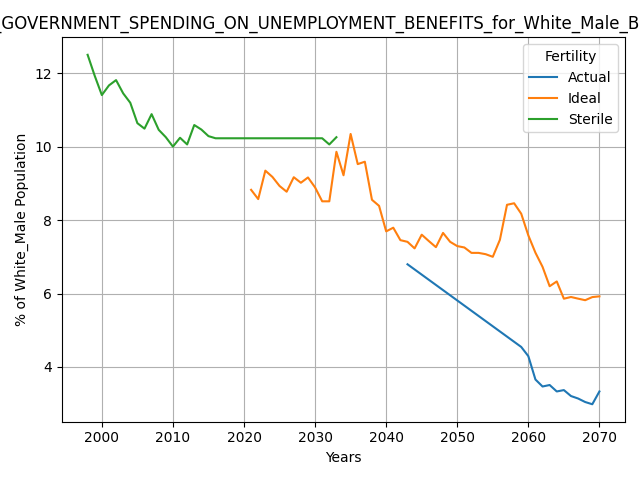 _GOVERNMENT_SPENDING_ON_UNEMPLOYMENT_BENEFITS_for_White_Male_B
Fertility
Actual
Ideal
Sterile
% of White_Male Population
12
10
8
6
4
2000 2010 2020 2030 2040 2050 2060 2070
Years